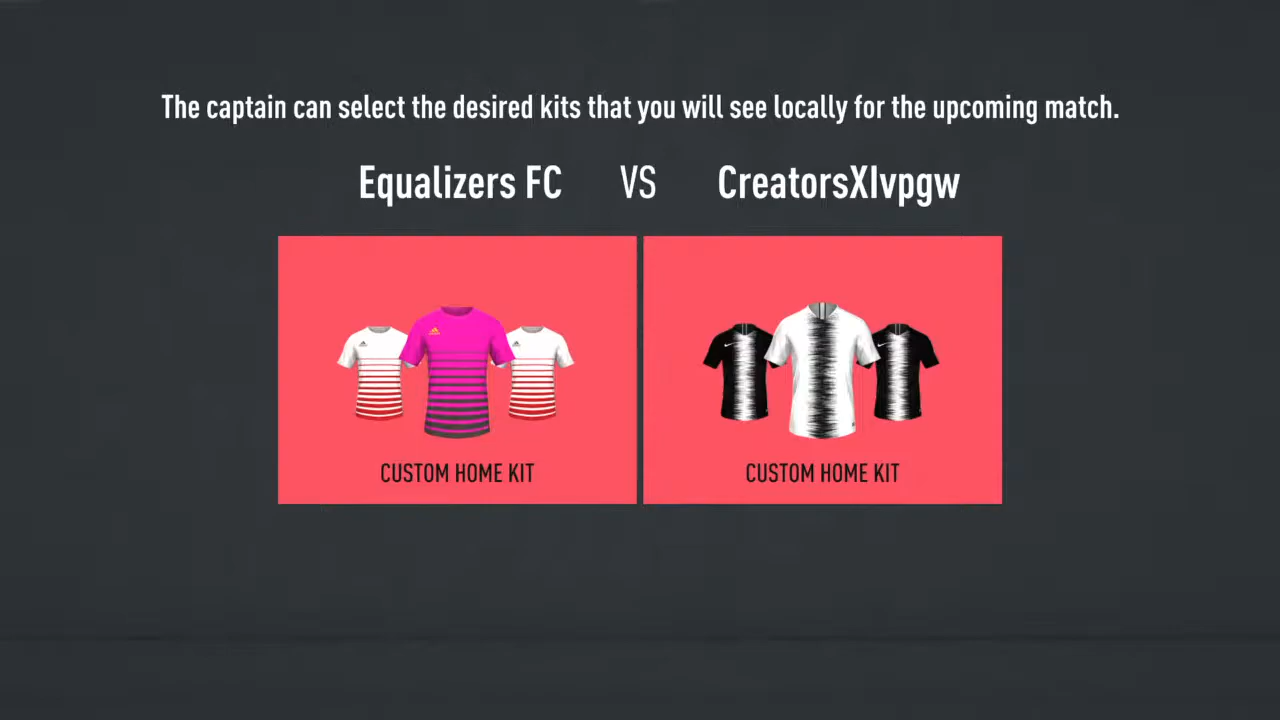 The captain can select the desired kits that you will see locally for the upcoming match.
Equalizers FC VS CreatorsXIvpgw
CUSTOM HOME KIT CUSTOM HOME KIT